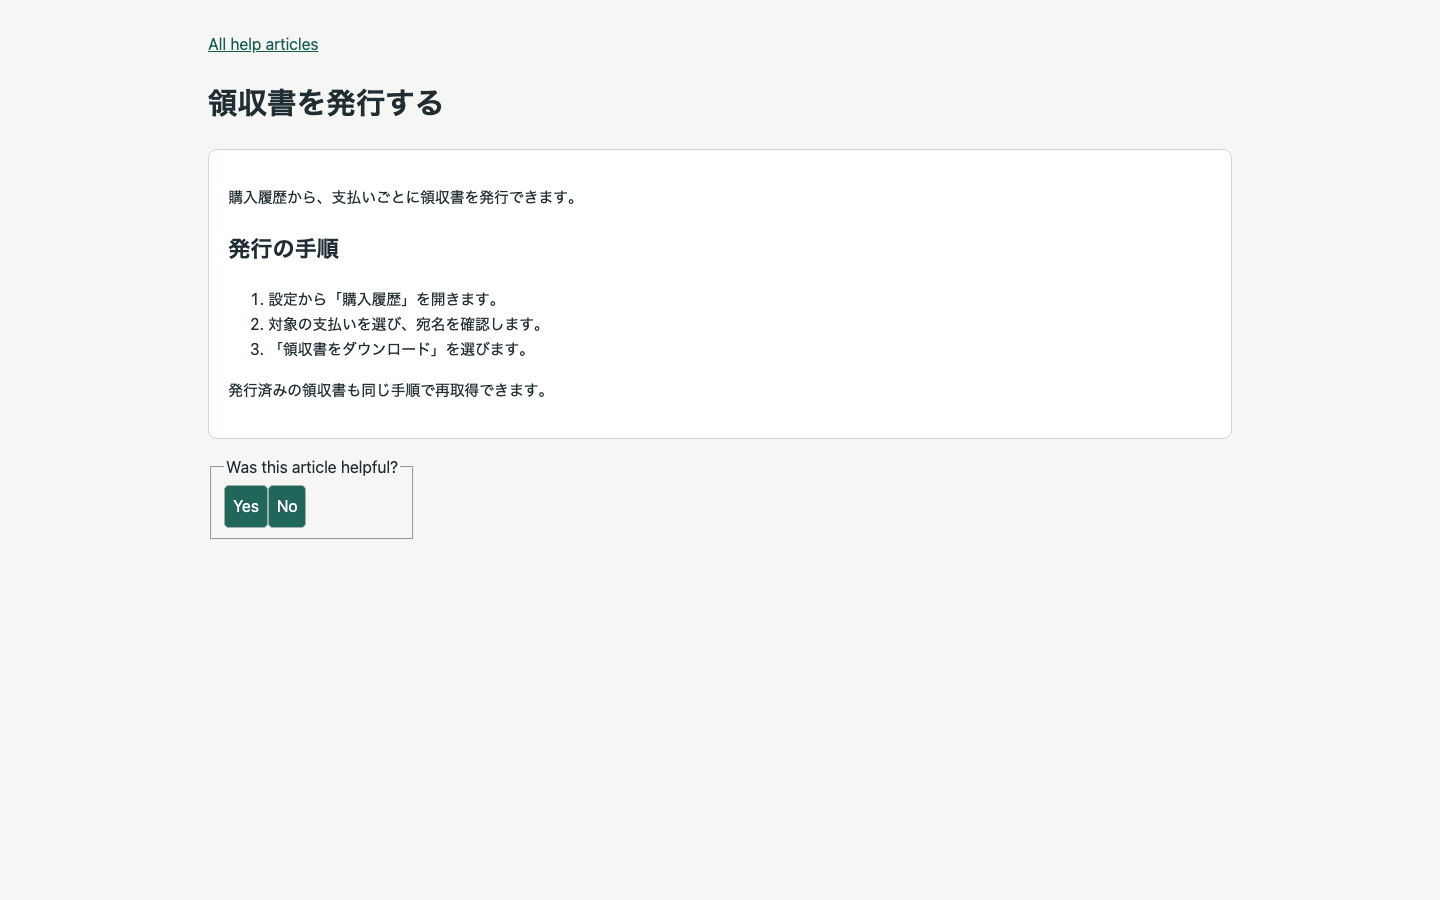 All help articles
領収書を発行する
購入履歴から、支払いごとに領収書を発行できます。
発行の手順
1. 設定から「購入履歴」を開きます。
2. 対象の支払いを選び、宛名を確認します。
3. 「領収書をダウンロード」を選びます。
発行済みの領収書も同じ手順で再取得できます。
Was this article helpful?
Yes No